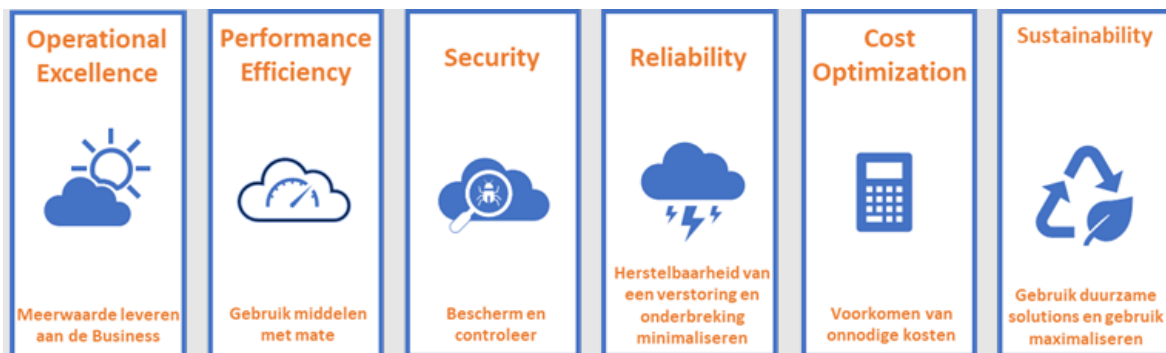 Operational
Excellence
Meerwaarde leveren
aan de Business
Performance
Efficiency
Gebruik middelen
met mate
Security
Bescherm en
controleer
Reliability
Herstelbaarheid van
een verstoring en
onderbreking
minimaliseren
Cost
Optimization
Voorkomen van
onnodige kosten
Sustainability
Gebruik duurzame
solutions en gebruik
maximaliseren